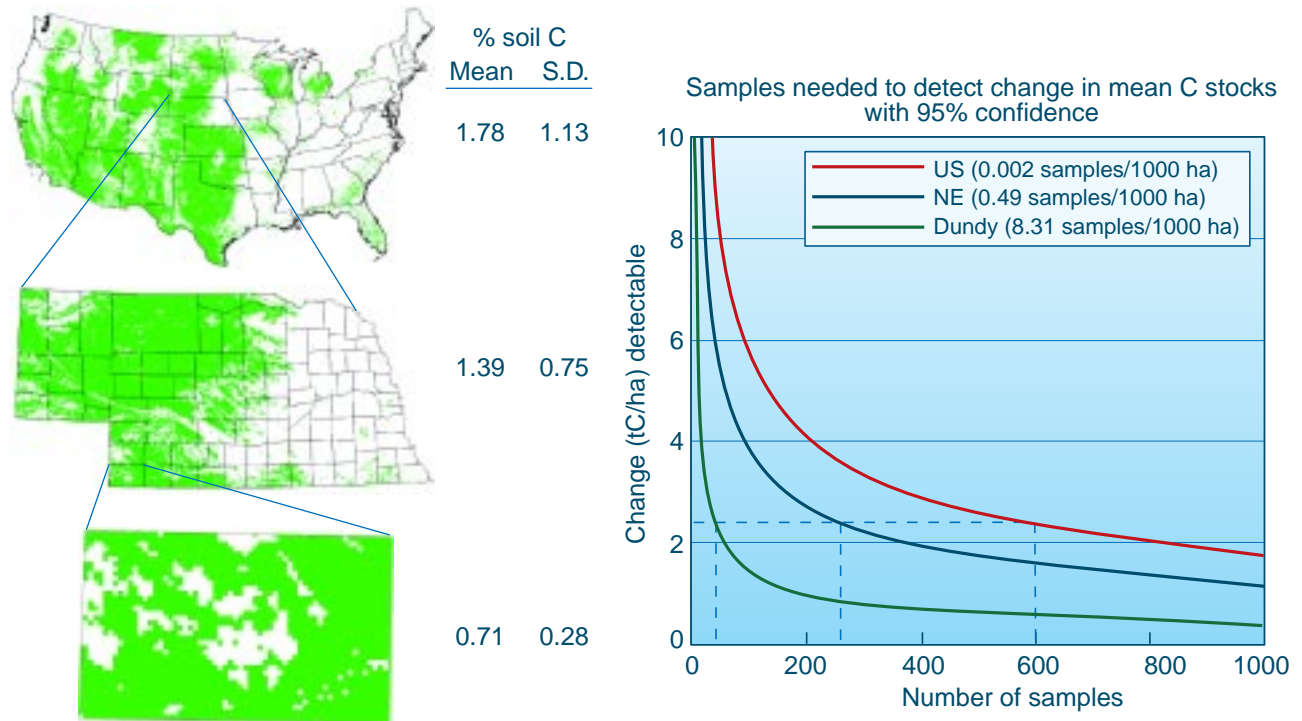 % soil C
Mean S.D.
1.78 1.13
1.39 0.75
0.71 0.28
Samples needed to detect change in mean C stocks
with 95% confidence
US (0.002 samples/1000 ha)
NE (0.49 samples/1000 ha)
Dundy (8.31 samples/1000 ha)
Change (tC/ha) detectable
10
8
6
4
2
0
0 200 400 600 800 1000
Number of samples